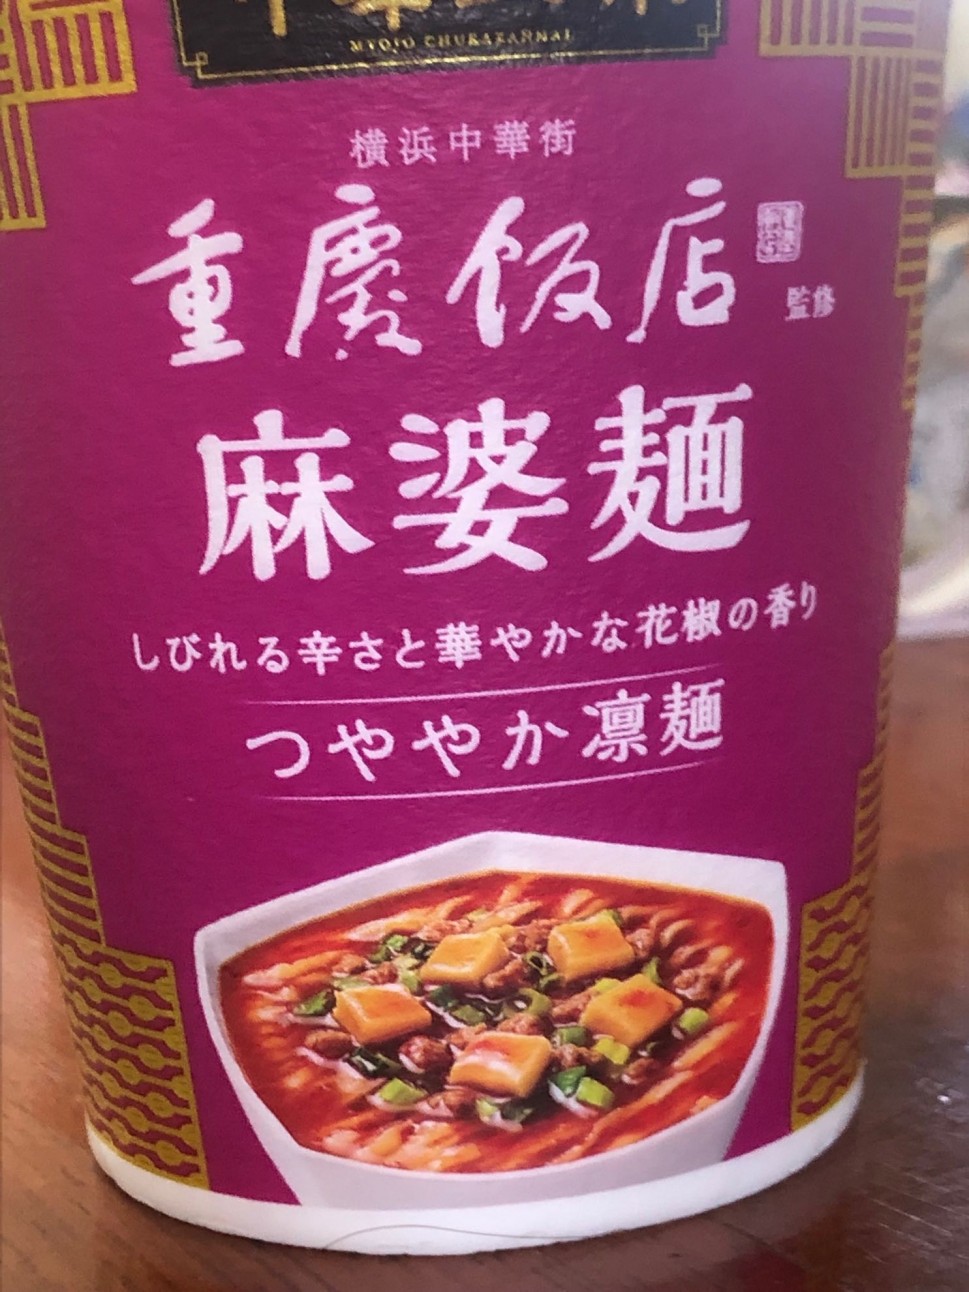 MYOJO CHUKAZANMAI
横浜中華街
重慶飯店
監修
麻婆麺
しびれる辛さと華やかな花椒の香り
つややか凛麺